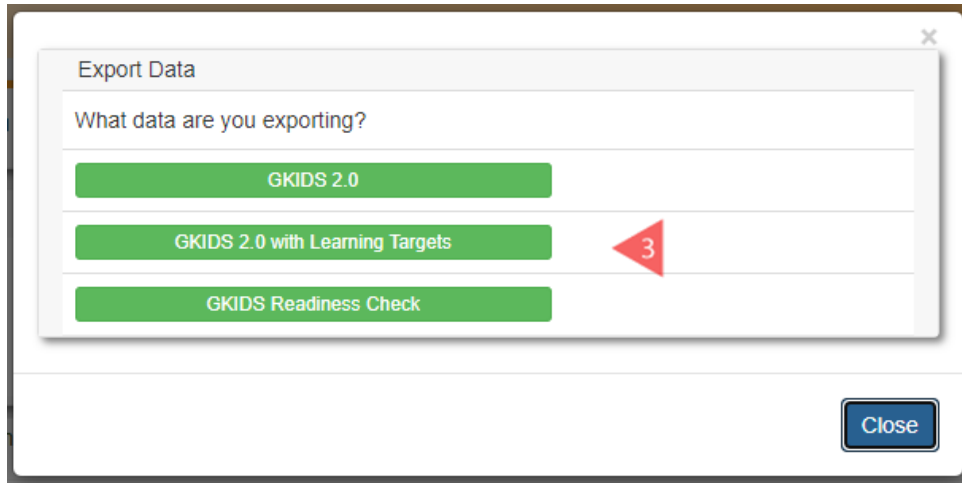 ×
Export Data
What data are you exporting?
GKIDS 2.0
GKIDS 2.0 with Learning Targets
3
GKIDS Readiness Check
Close